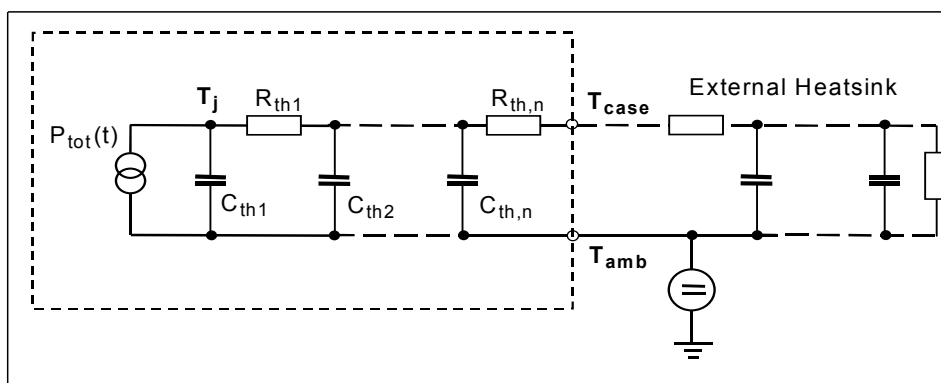 External Heatsink
T_j
R_th1
R_th,n
T_case
P_tot(t)
C_th1
C_th2
C_th,n
T_amb